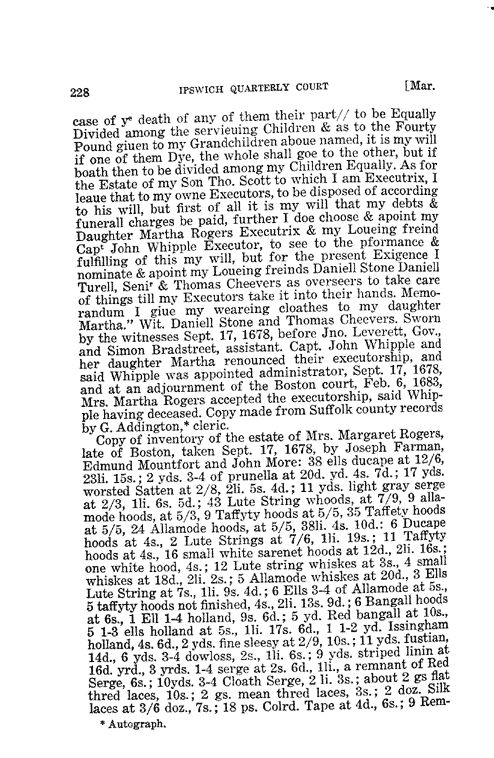 228 IPSWICH QUARTERLY COURT [Mar.
case of yᵉ death of any of them their part// to be Equally
Divided among the servieuing Children & as to the Fourty
Pound giuen to my Grandchildren aboue named, it is my will
if one of them Dye, the whole shall goe to the other, but if
boath then to be divided among my Children Equally. As for
the Estate of my Son Tho. Scott to which I am Executrix, I
leaue that to my owne Executors, to be disposed of according
to his will, but first of all it is my will that my debts &
funerall charges be paid, further I doe choose & apoint my
Daughter Martha Rogers Executrix & my Loueing freind
Capᵗ John Whipple Executor, to see to the pformance &
fulfilling of this my will, but for the present Exigence I
nominate & apoint my Loueing freinds Daniell Stone Daniell
Turell, Seniʳ & Thomas Cheevers as overseers to take care
of things till my Executors take it into their hands. Memo-
randum I giue my weareing cloathes to my daughter
Martha." Wit. Daniell Stone and Thomas Cheevers. Sworn
by the witnesses Sept. 17, 1678, before Jno. Leverett, Gov.,
and Simon Bradstreet, assistant. Capt. John Whipple and
her daughter Martha renounced their executorship, and
said Whipple was appointed administrator, Sept. 17, 1678,
and at an adjournment of the Boston court, Feb. 6, 1683,
Mrs. Martha Rogers accepted the executorship, said Whip-
ple having deceased. Copy made from Suffolk county records
by G. Addington,* cleric.
Copy of inventory of the estate of Mrs. Margaret Rogers,
late of Boston, taken Sept. 17, 1678, by Joseph Farman,
Edmund Mountfort and John More: 38 ells ducape at 12/6,
23li. 15s.; 2 yds. 3-4 of prunella at 20d. yd. 4s. 7d.; 17 yds.
worsted Satten at 2/8, 2li. 5s. 4d.; 11 yds. light gray serge
at 2/3, 1li. 6s. 5d.; 43 Lute String whoods, at 7/9, 9 alla-
mode hoods, at 5/3, 9 Taffyty hoods at 5/5, 35 Taffety hoods
at 5/5, 24 Allamode hoods, at 5/5, 38li. 4s. 10d.: 6 Ducape
hoods at 4s., 2 Lute Strings at 7/6, 1li. 19s.; 11 Taffyty
hoods at 4s., 16 small white sarenet hoods at 12d., 2li. 16s.;
one white hood, 4s.; 12 Lute string whiskes at 3s., 4 small
whiskes at 18d., 2li. 2s.; 5 Allamode whiskes at 20d., 3 Ells
Lute String at 7s., 1li. 9s. 4d.; 6 Ells 3-4 of Alamode at 5s.,
5 taffyty hoods not finished, 4s., 2li. 13s. 9d.; 6 Bangall hoods
at 6s., 1 Ell 1-4 holland, 9s. 6d.; 5 yd. Red bangall at 10s.,
5 1-3 ells holland at 5s., 1li. 17s. 6d., 1 1-2 yd. Issingham
holland, 4s. 6d., 2 yds. fine sleesy at 2/9, 10s.; 11 yds. fustian,
14d., 6 yds. 3-4 dowloss, 2s., 1li. 6s.; 9 yds. striped linin at
16d. yrd., 3 yrds. 1-4 serge at 2s. 6d., 1li., a remnant of Red
Serge, 6s.; 10yds. 3-4 Cloath Serge, 2 li. 3s.; about 2 gs flat
thred laces, 10s.; 2 gs. mean thred laces, 3s.; 2 doz. Silk
laces at 3/6 doz., 7s.; 18 ps. Colrd. Tape at 4d., 6s.; 9 Rem-
* Autograph.